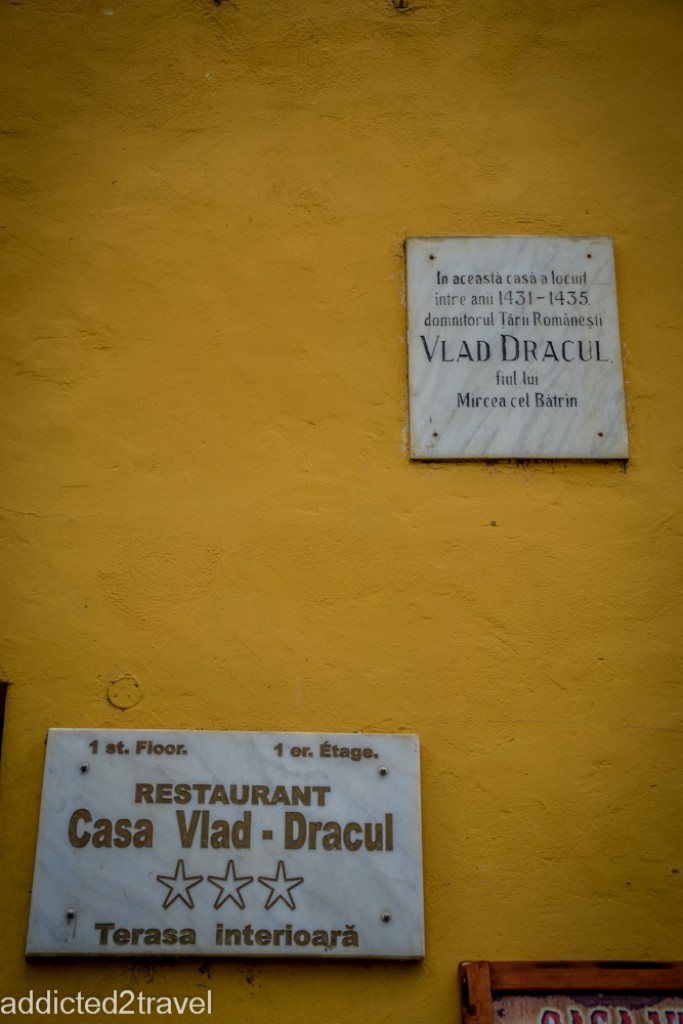 In această casă a locuit
între anii 1431–1435,
domnitorul Țării Românești
VLAD DRACUL,
fiul lui
Mircea cel Bătrîn
1 st. Floor. 1 er. Étage.
RESTAURANT
Casa Vlad - Dracul
Terasa interioară
addicted2travel
CASA